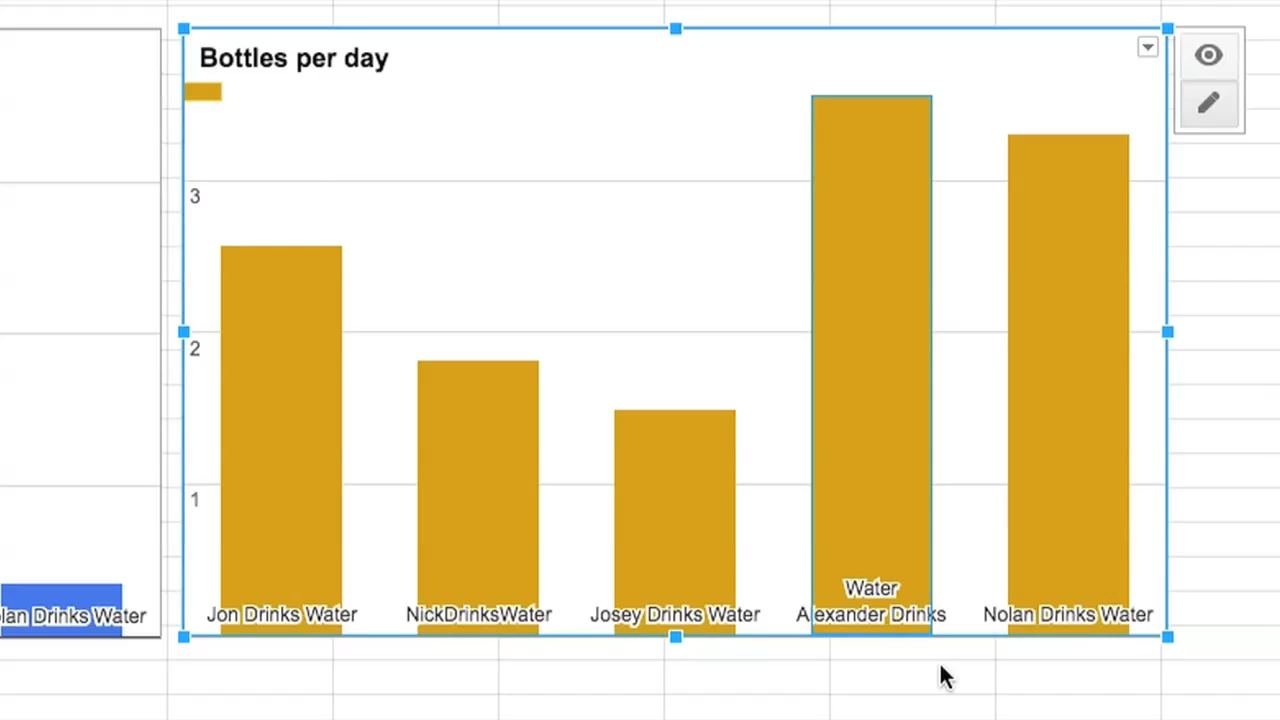 Bottles per day
3
2
1
Water
Jon Drinks Water
NickDrinksWater
Josey Drinks Water
Alexander Drinks
Nolan Drinks Water
lan Drinks Water